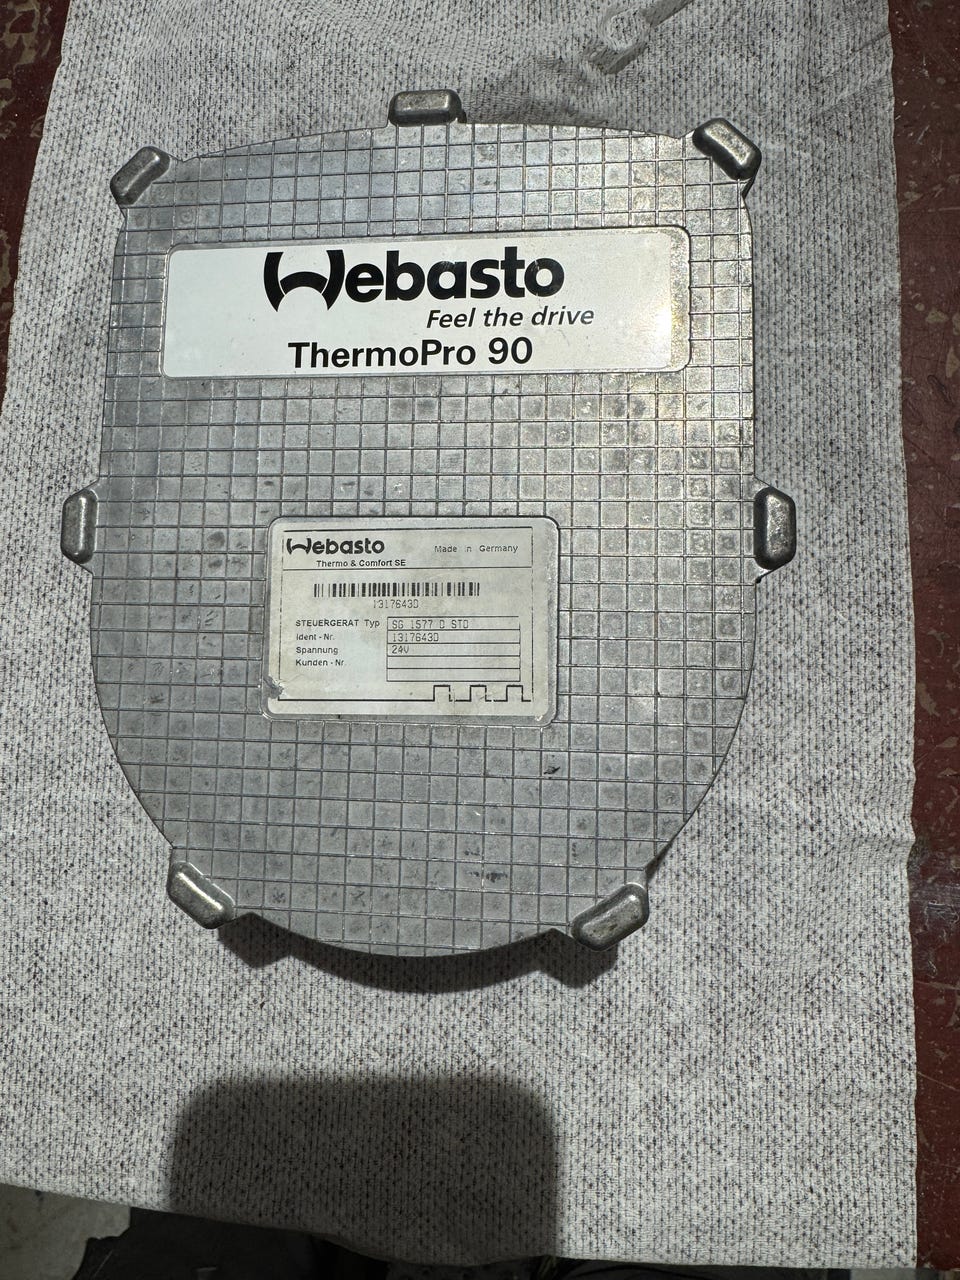 Webasto
Feel the drive
ThermoPro 90
Webasto Made in Germany
Thermo & Comfort SE
1317643D
STEUERGERAT Typ SG 1577 D STD
Ident-Nr. 1317643D
Spannung 24V
Kunden-Nr.